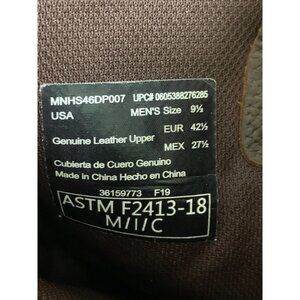 MNHS46DP007 UPC# 0605388276285
USA MEN'S Size 9½
EUR 42½
Genuine Leather Upper
MEX 27½
Cubierta de Cuero Genuino
Made in China Hecho en China
36159773 F19
ASTM F2413-18
M/I/C